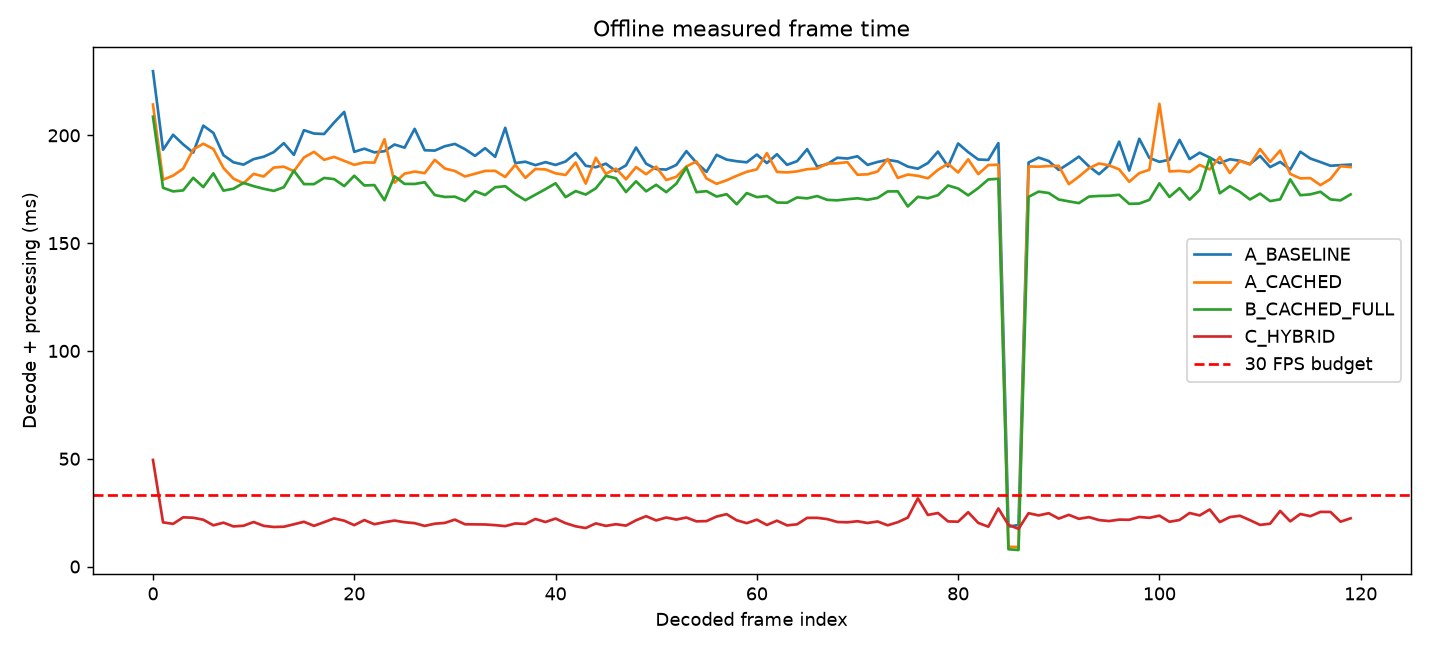 Offline measured frame time
Decode + processing (ms)
200
150
100
50
0
A_BASELINE
A_CACHED
B_CACHED_FULL
C_HYBRID
30 FPS budget
0 20 40 60 80 100 120
Decoded frame index